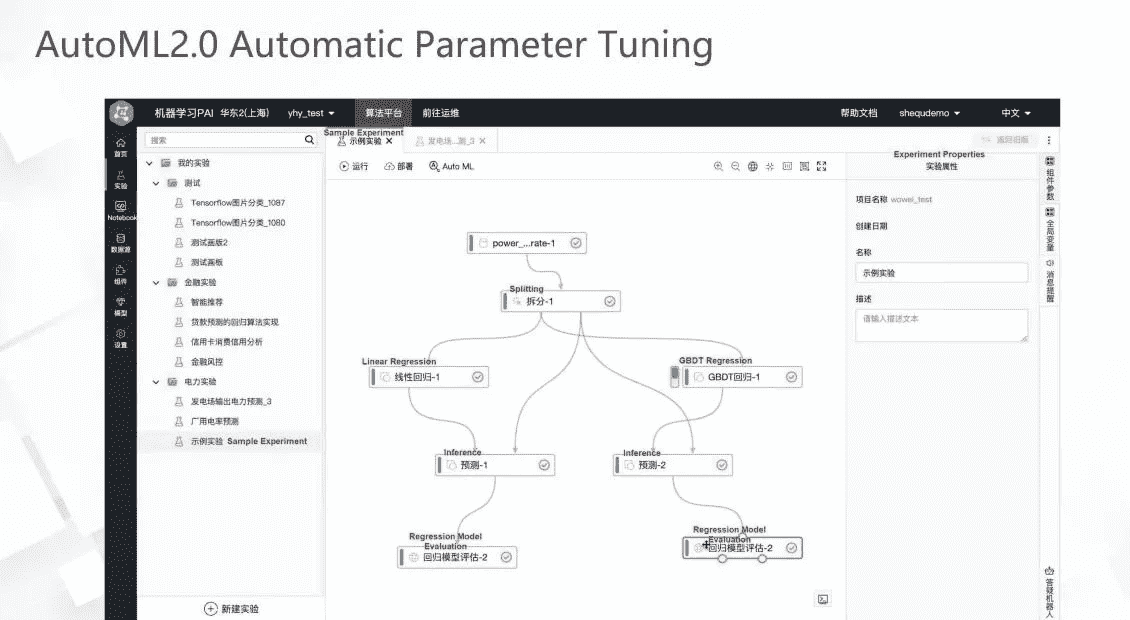 AutoML2.0 Automatic Parameter Tuning
机器学习PAI 华东2(上海) yhy_test 算法平台 前往运维 帮助文档 shequdemo 中文
首页
实验
Notebook
数据源
组件
模型
设置
搜索
我的实验
测试
Tensorflow图片分类_1087
Tensorflow图片分类_1080
测试画板2
测试画板
金融实验
智能推荐
贷款预测的回归算法实现
信用卡消费信用分析
金融风控
电力实验
发电场输出电力预测_3
厂用电率预测
示例实验 Sample Experiment
新建实验
Sample Experiment
示例实验 发电场...测_3 返回旧版
运行 部署 Auto ML
power_...rate-1
Splitting
拆分-1
Linear Regression
线性回归-1
GBDT Regression
GBDT回归-1
Inference
预测-1
Inference
预测-2
Regression Model
Evaluation
回归模型评估-2
Regression Model
Evaluation
回归模型评估-2
Experiment Properties
实验属性
项目名称 wowei_test
创建日期
名称
示例实验
描述
请输入描述文本
组件参数
全局变量
消息提醒
答疑机器人